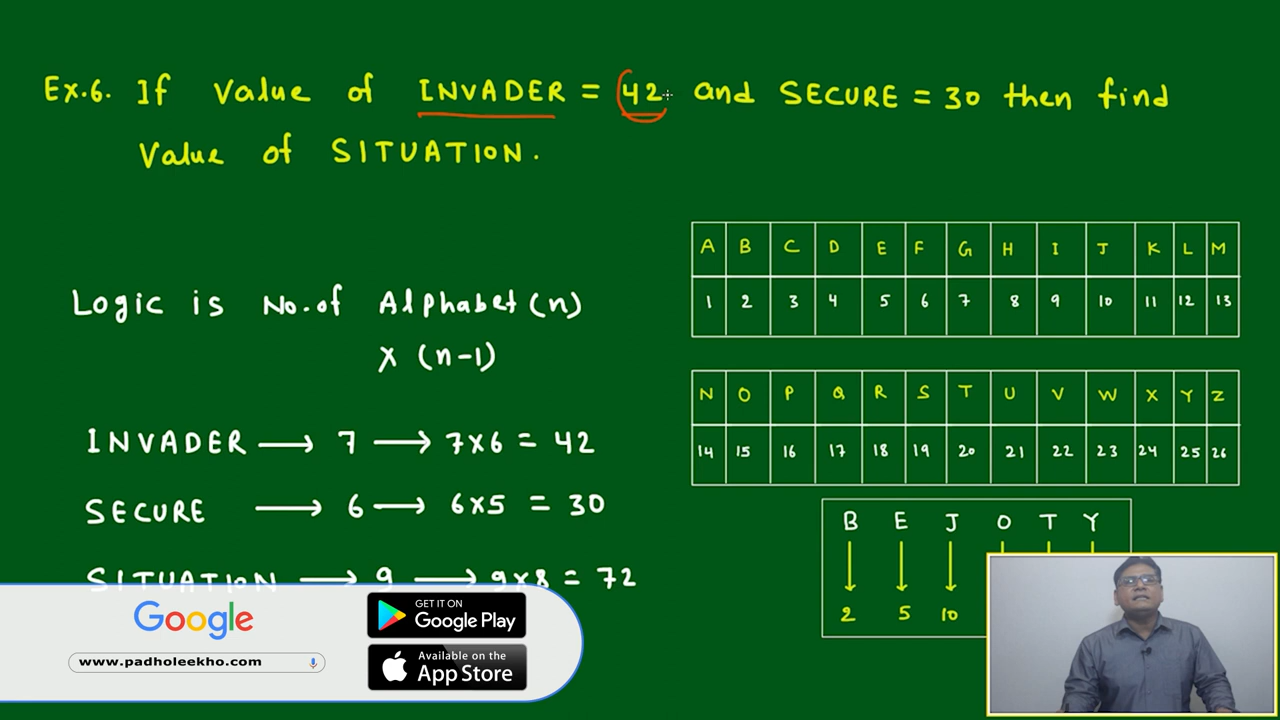 Ex.6. If value of INVADER = 42 and SECURE = 30 then find
value of SITUATION.
Logic is No. of Alphabet (n)
x (n-1)
INVADER → 7 → 7x6 = 42
SECURE → 6 → 6x5 = 30
SITUATION → 9 → 9x8 = 72
A B C D E F G H I J K L M
1 2 3 4 5 6 7 8 9 10 11 12 13
N O P Q R S T U V W X Y Z
14 15 16 17 18 19 20 21 22 23 24 25 26
B E J O T Y
2 5 10
Google
www.padholeekho.com
GET IT ON
Google Play
Available on the
App Store